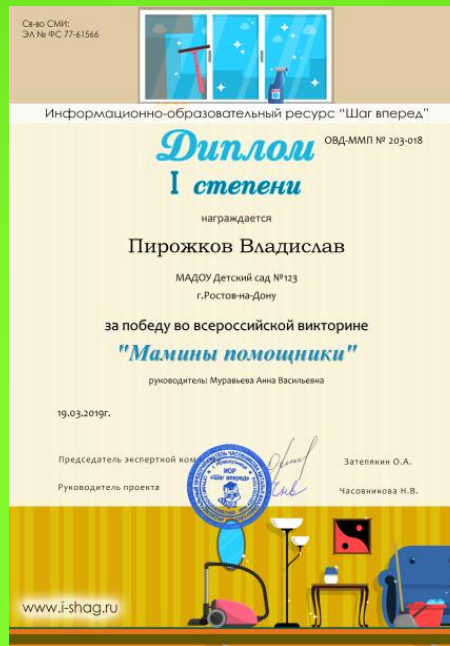 Св-во СМИ:
ЭЛ № ФС 77-61566
Информационно-образовательный ресурс "Шаг вперед"
Диплом
ОВД-ММП № 203-018
I степени
награждается
Пирожков Владислав
МАДОУ Детский сад №123
г.Ростов-на-Дону
за победу во всероссийской викторине
"Мамины помощники"
руководитель: Муравьева Анна Васильевна
19.03.2019г.
Председатель экспертной
Затепякин О.А.
ИОР
«Шаг вперед»
Руководитель проекта
Часовникова Н.В.
www.i-shag.ru